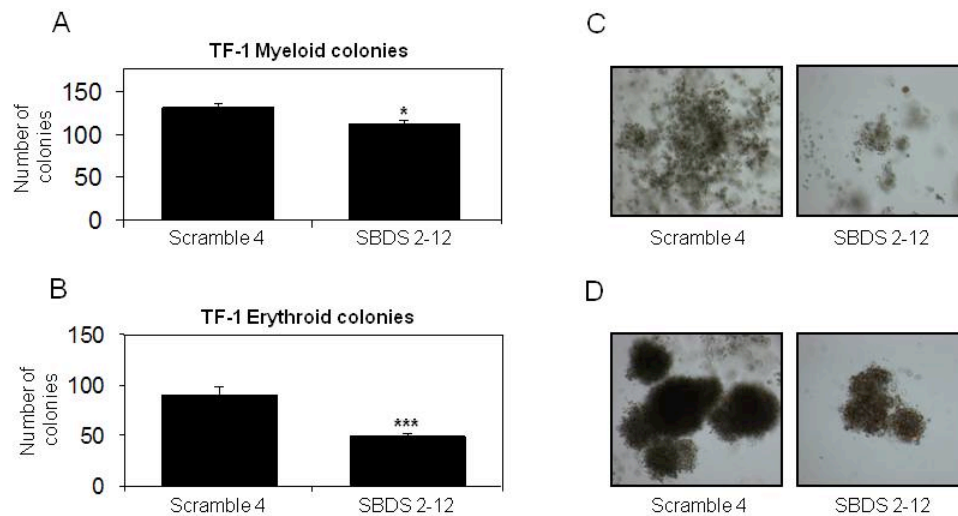 A
TF-1 Myeloid colonies
Number of
colonies
150
100
50
0
*
Scramble 4
SBDS 2-12
B
TF-1 Erythroid colonies
Number of
colonies
150
100
50
0
***
Scramble 4
SBDS 2-12
C
Scramble 4
SBDS 2-12
D
Scramble 4
SBDS 2-12